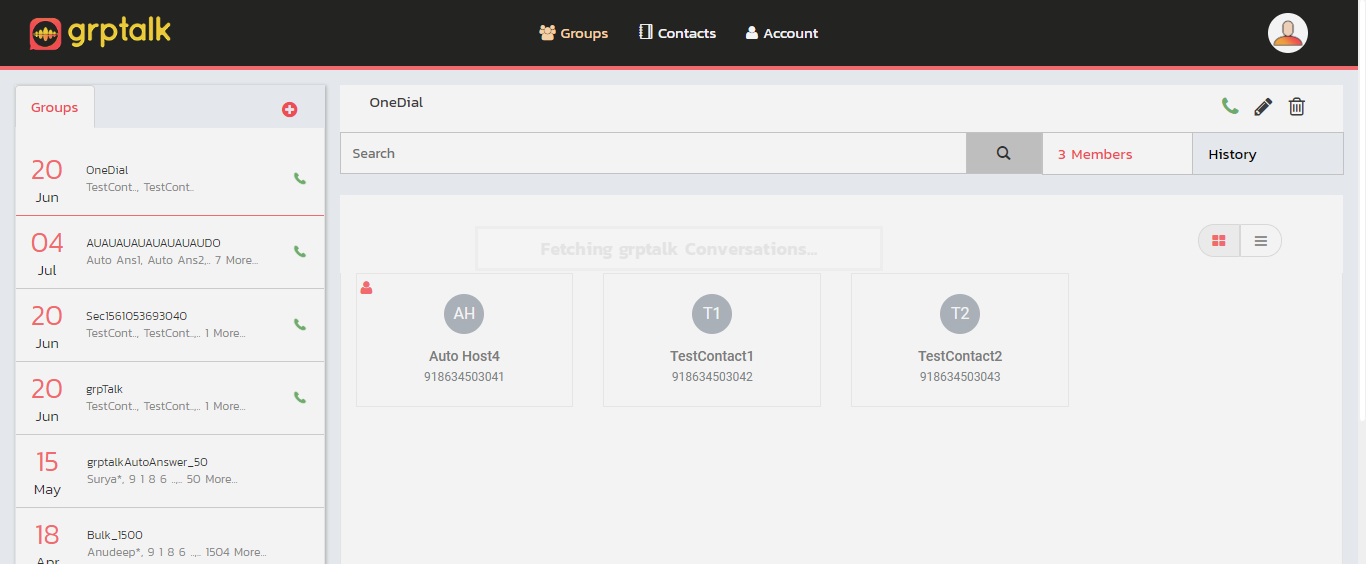 grptalk
Groups
Contacts
Account
Groups
20
Jun
OneDial
TestCont.., TestCont..
04
Jul
AUAUAUAUAUAUAUAUDO
Auto Ans1, Auto Ans2,.. 7 More...
20
Jun
Sec1561053693040
TestCont.., TestCont..,.. 1 More...
20
Jun
grpTalk
TestCont.., TestCont..,.. 1 More...
15
May
grptalkAutoAnswer_50
Surya*, 9 1 8 6 ..,.. 50 More...
18
Apr
Bulk_1500
Anudeep*, 9 1 8 6 ..,.. 1504 More...
OneDial
Search
3 Members
History
Fetching grptalk Conversations...
AH
Auto Host4
918634503041
T1
TestContact1
918634503042
T2
TestContact2
918634503043